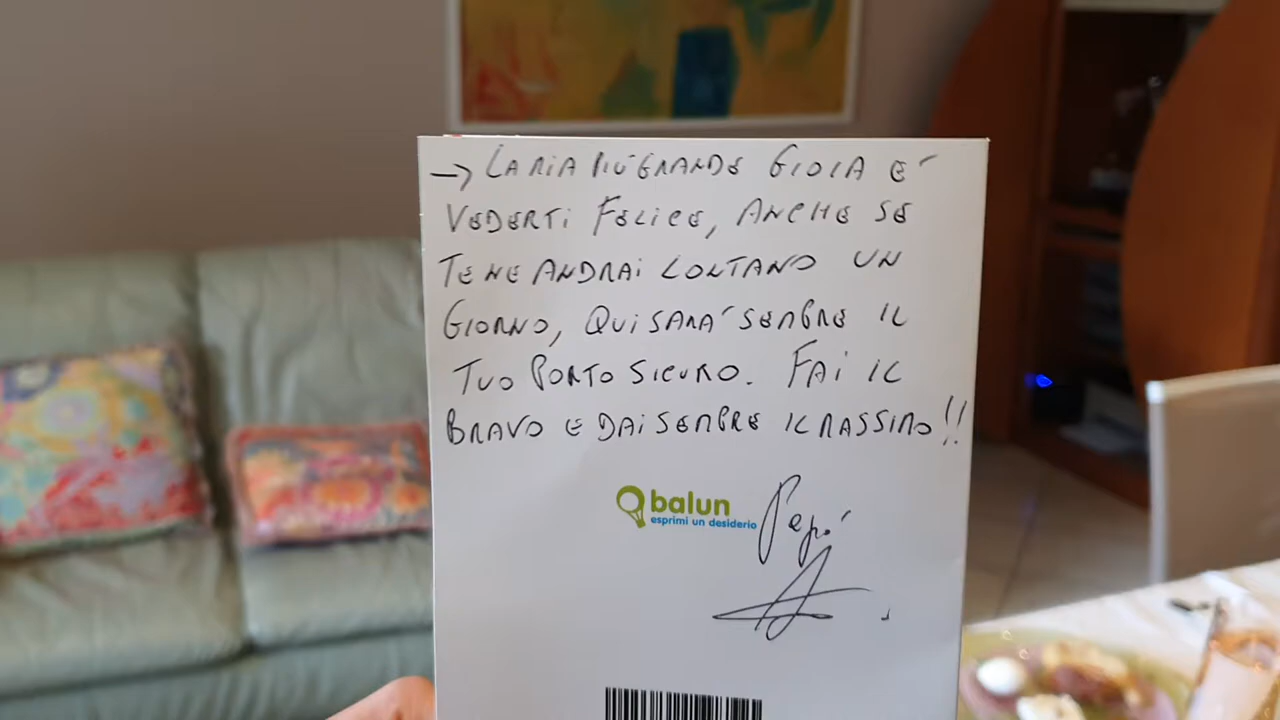 → LA MIA PIÙ GRANDE GIOIA E'
VEDERTI FELICE, ANCHE SE
TE NE ANDRAI LONTANO UN
GIORNO, QUI SARA' SEMPRE IL
TUO PORTO SICURO. FAI IL
BRAVO E DAI SEMPRE IL MASSIMO!!
balun
esprimi un desiderio